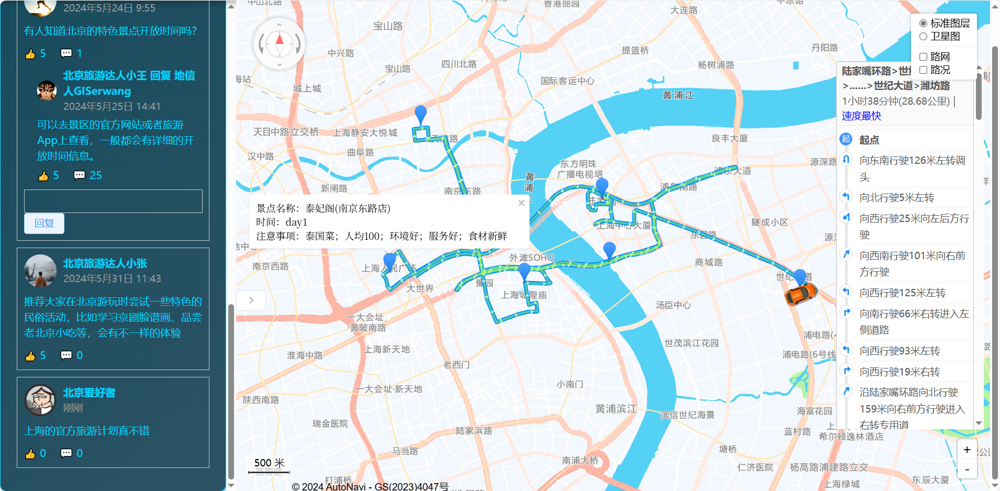 2024年5月24日 9:55
有人知道北京的特色景点开放时间吗？
5 1
北京旅游达人小王 回复 地信
人GISerwang
2024年5月25日 14:41
可以去景区的官方网站或者旅游
App上查看，一般都会有详细的开
放时间信息。
5 25
回复
北京旅游达人小张
2024年5月31日 11:43
推荐大家在北京游玩时尝试一些特色的
民俗活动，比如学习京剧脸谱画、品尝
老北京小吃等，会有不一样的体验
5 0
北京爱好者
刚刚
上海的官方旅游计划真不错
0 0
香港丽园
大连路
宝山路
中兴路
宝山路
四川北路
提篮桥
丹阳路
杨树浦路
海站
城上城
国际客运中心
黄浦江
天目中路立交桥
上海静安大悦城
天潼路
良丰大厦
汉中路
曲阜路
东方明珠
广播电视塔
源深路
浦东大道
黄浦江
新闸路
南京东路
浦东南路
景点名称：泰妃阁(南京东路店)
时间：day1
注意事项：泰国菜；人均100；环境好；服务好；食材新鲜
×
上海中心大厦
隧成小区
东昌路
南京西路
上海人民广场
外滩SOHO
商城路
世纪大道
大世界
豫园
上海城隍庙
汤臣中心
一大会址
·黄陂南路
上海新天地
世茂滨江花园
浦电路(4
浦电路(6号线
淮海中路
老西门
一大会址·新天地
小南门
陕西南路
黄浦滨江
国信世纪海景
海富花园
瑞金医院
陆家浜路
蓝村路
希尔顿逸林酒店
马当路
塘桥
南浦大桥
仁济医院
杨高路浦建路立交
打浦桥
东辰大厦
上海绿城
500 米
© 2024 AutoNavi - GS(2023)4047号
标准图层
卫星图
路网
路况
陆家嘴环路>世纪
>......>世纪大道>潍坊路
1小时38分钟(28.68公里) |
速度最快
起 起点
向东南行驶126米左转调
头
向北行驶5米左转
向西行驶25米向左后方行
驶
向西南行驶101米向右前
方行驶
向西行驶125米左转
向南行驶66米右转进入左
侧道路
向西行驶93米左转
向西行驶19米右转
沿陆家嘴环路向北行驶
159米向右前方行驶进入
右转专用道
+
-